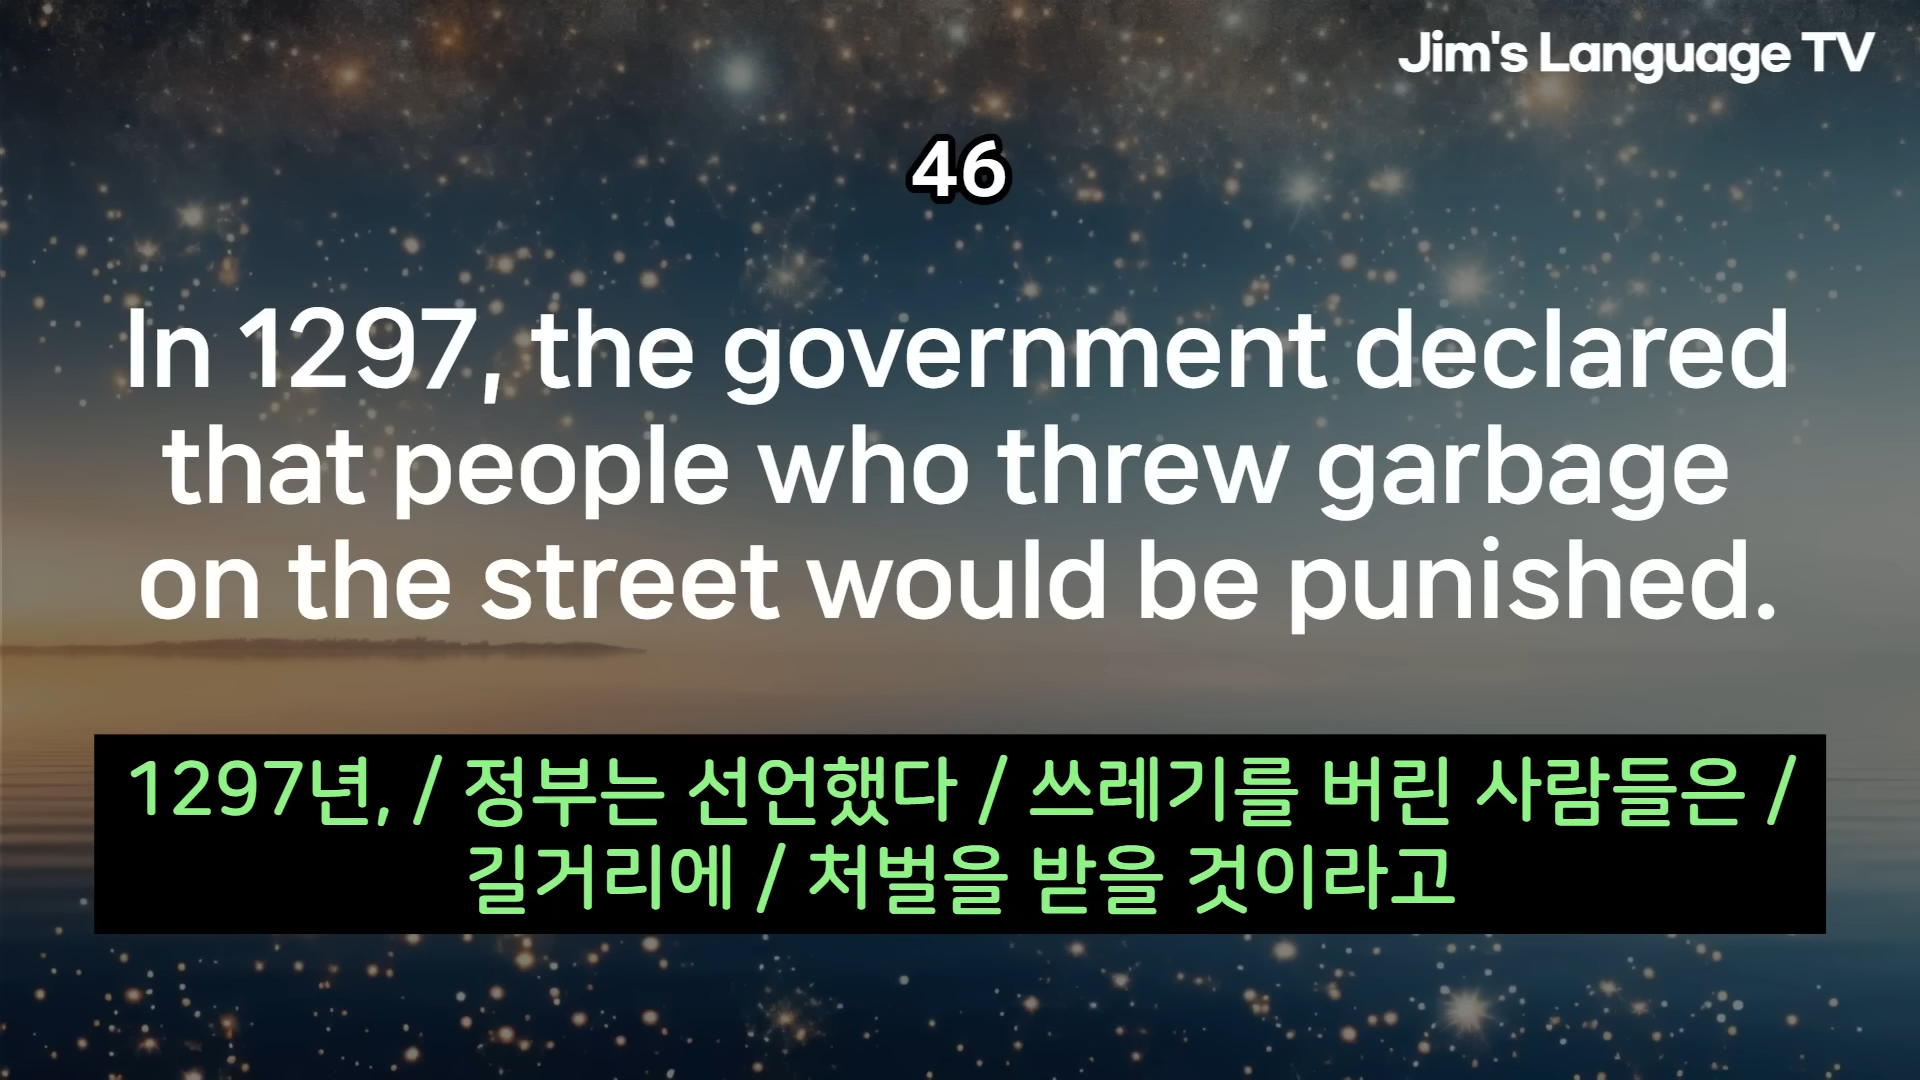 Jim's Language TV
46
In 1297, the government declared
that people who threw garbage
on the street would be punished.
1297년, / 정부는 선언했다 / 쓰레기를 버린 사람들은 /
길거리에 / 처벌을 받을 것이라고